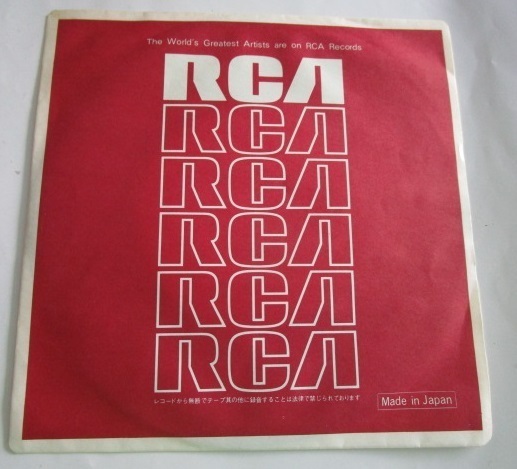 The World's Greatest Artists are on RCA Records
RCA
RCA
RCA
RCA
RCA
RCA
レコードから無断でテープ其の他に録音することは法律で禁じられております
Made in Japan